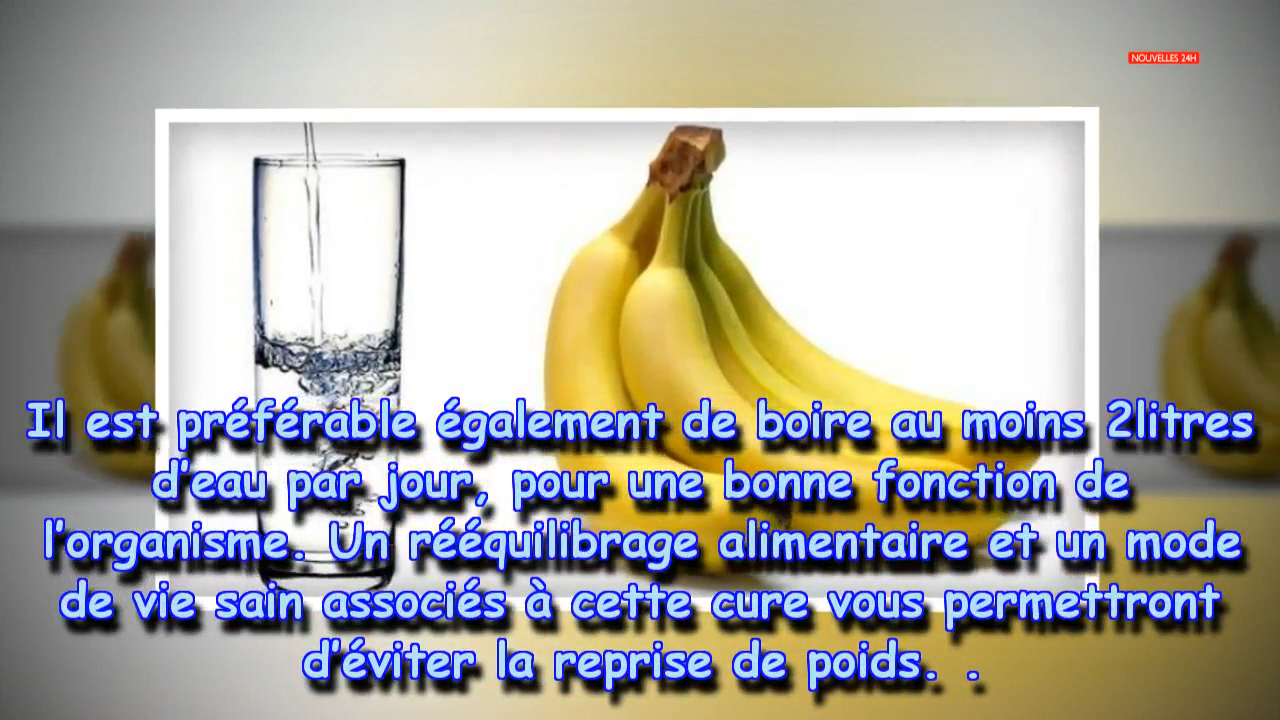 NOUVELLES 24H
Il est préférable également de boire au moins 2litres
d'eau par jour, pour une bonne fonction de
l'organisme. Un rééquilibrage alimentaire et un mode
de vie sain associés à cette cure vous permettront
d'éviter la reprise de poids. .